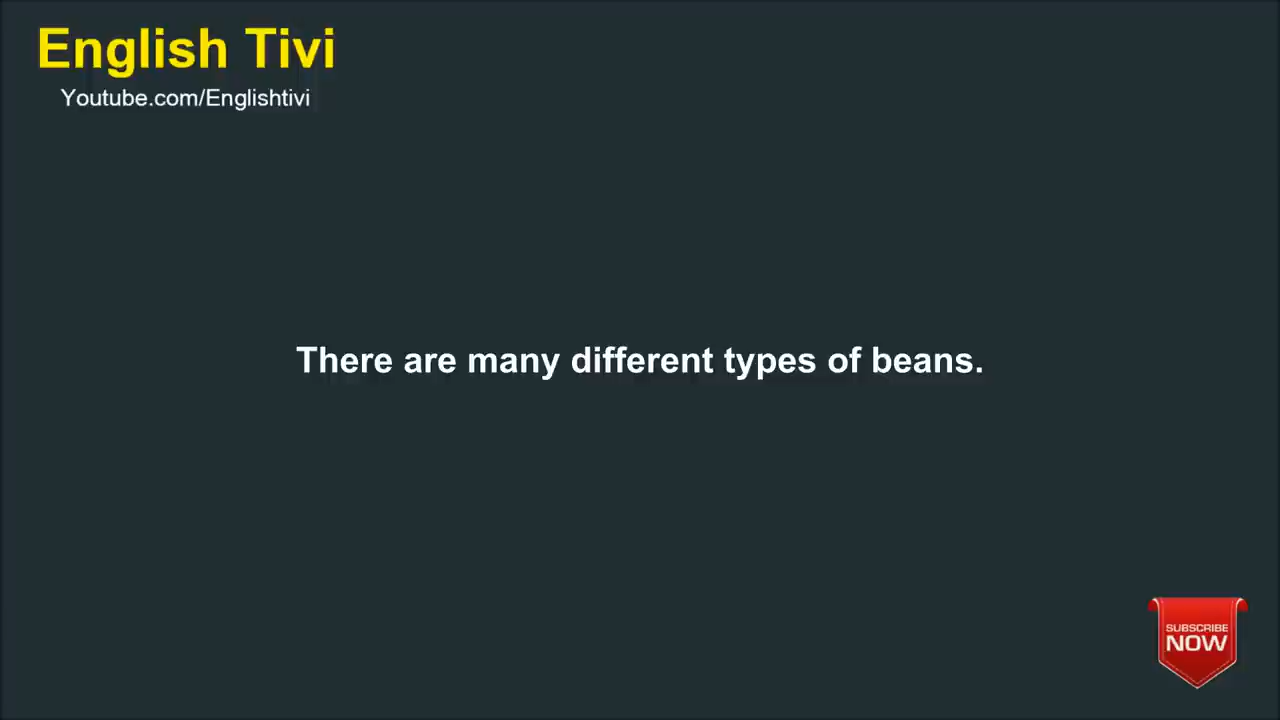 English Tivi
Youtube.com/Englishtivi
There are many different types of beans.
SUBSCRIBE
NOW